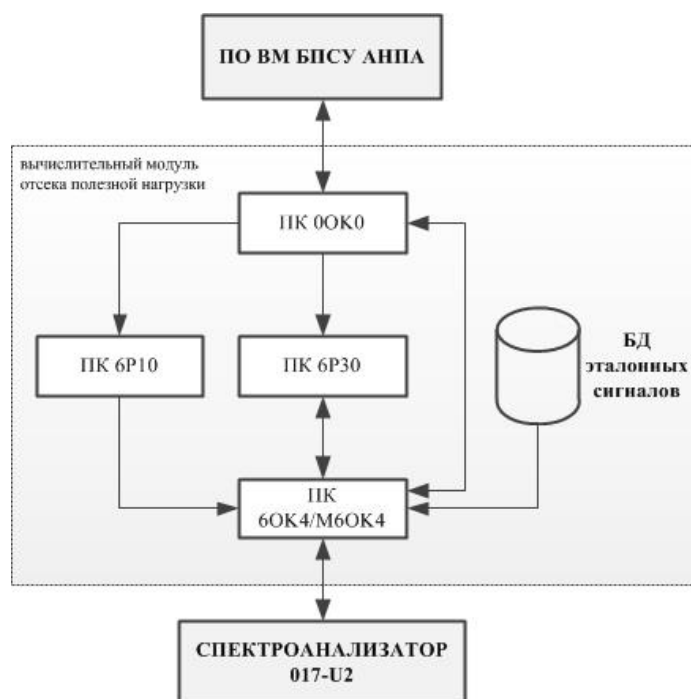 ПО ВМ БПСУ АНПА
вычислительный модуль
отсека полезной нагрузки
ПК 0ОК0
ПК 6Р10
ПК 6Р30
БД
эталонных
сигналов
ПК
6ОК4/М6ОК4
СПЕКТРОАНАЛИЗАТОР
017-U2